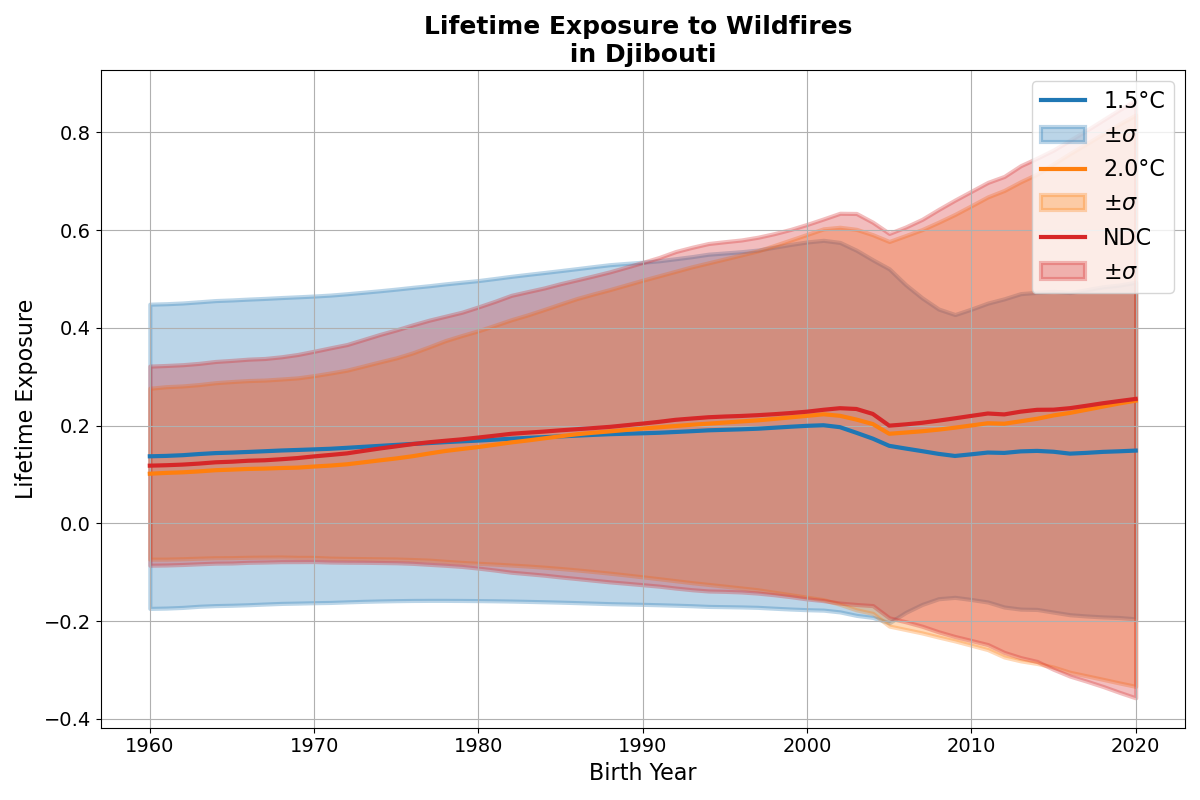 Lifetime Exposure to Wildfires
in Djibouti
Lifetime Exposure
0.8
0.6
0.4
0.2
0.0
−0.2
−0.4
1960
1970
1980
1990
2000
2010
2020
Birth Year
1.5°C
±σ
2.0°C
±σ
NDC
±σ